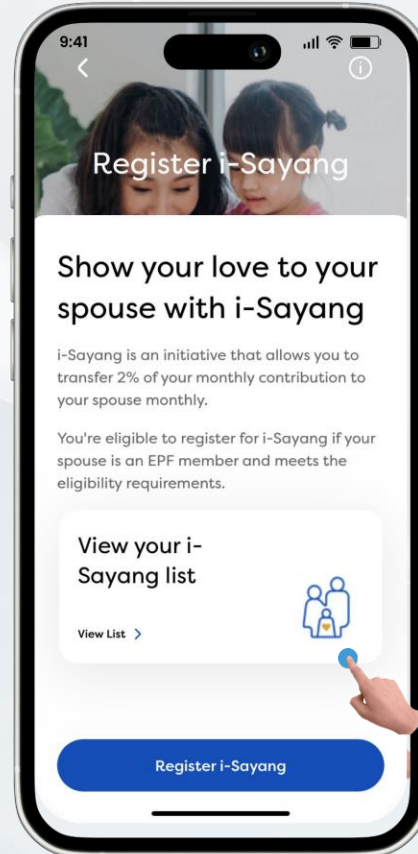 9:41
Register i-Sayang
Show your love to your
spouse with i-Sayang
i-Sayang is an initiative that allows you to
transfer 2% of your monthly contribution to
your spouse monthly.
You're eligible to register for i-Sayang if your
spouse is an EPF member and meets the
eligibility requirements.
View your i-
Sayang list
View List >
Register i-Sayang